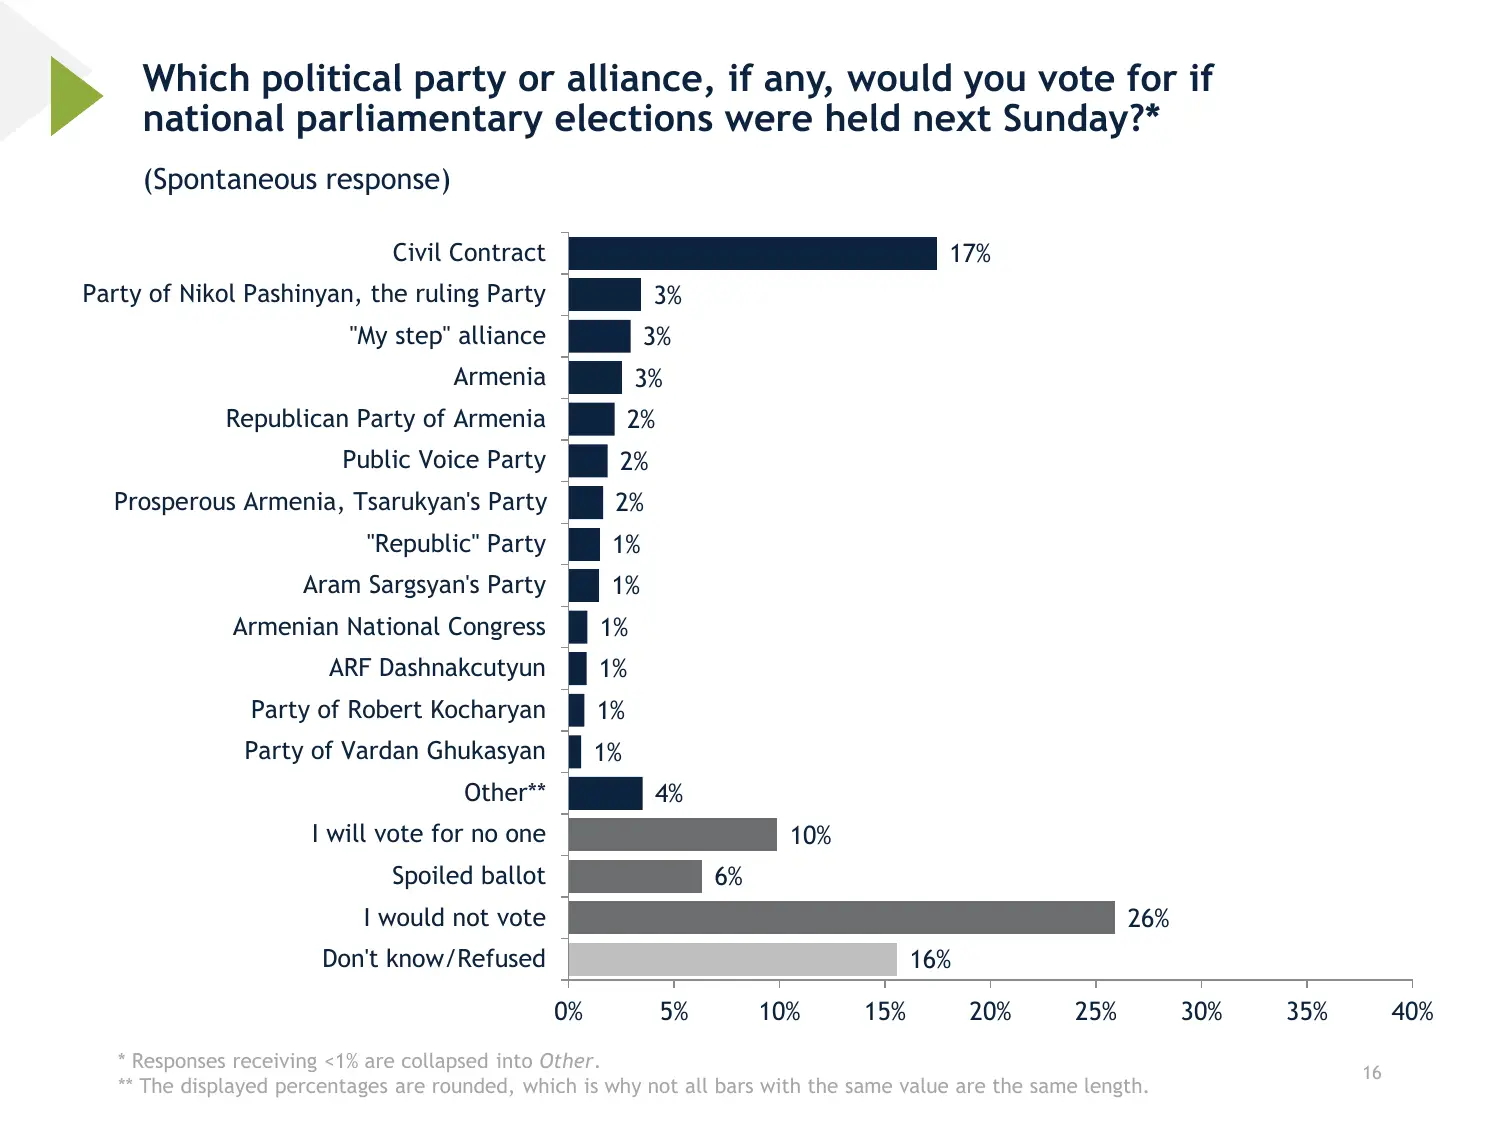 Which political party or alliance, if any, would you vote for if
national parliamentary elections were held next Sunday?*
(Spontaneous response)
Civil Contract 17%
Party of Nikol Pashinyan, the ruling Party 3%
"My step" alliance 3%
Armenia 3%
Republican Party of Armenia 2%
Public Voice Party 2%
Prosperous Armenia, Tsarukyan's Party 2%
"Republic" Party 1%
Aram Sargsyan's Party 1%
Armenian National Congress 1%
ARF Dashnakcutyun 1%
Party of Robert Kocharyan 1%
Party of Vardan Ghukasyan 1%
Other** 4%
I will vote for no one 10%
Spoiled ballot 6%
I would not vote 26%
Don't know/Refused 16%
0% 5% 10% 15% 20% 25% 30% 35% 40%
* Responses receiving <1% are collapsed into Other.
** The displayed percentages are rounded, which is why not all bars with the same value are the same length.
16